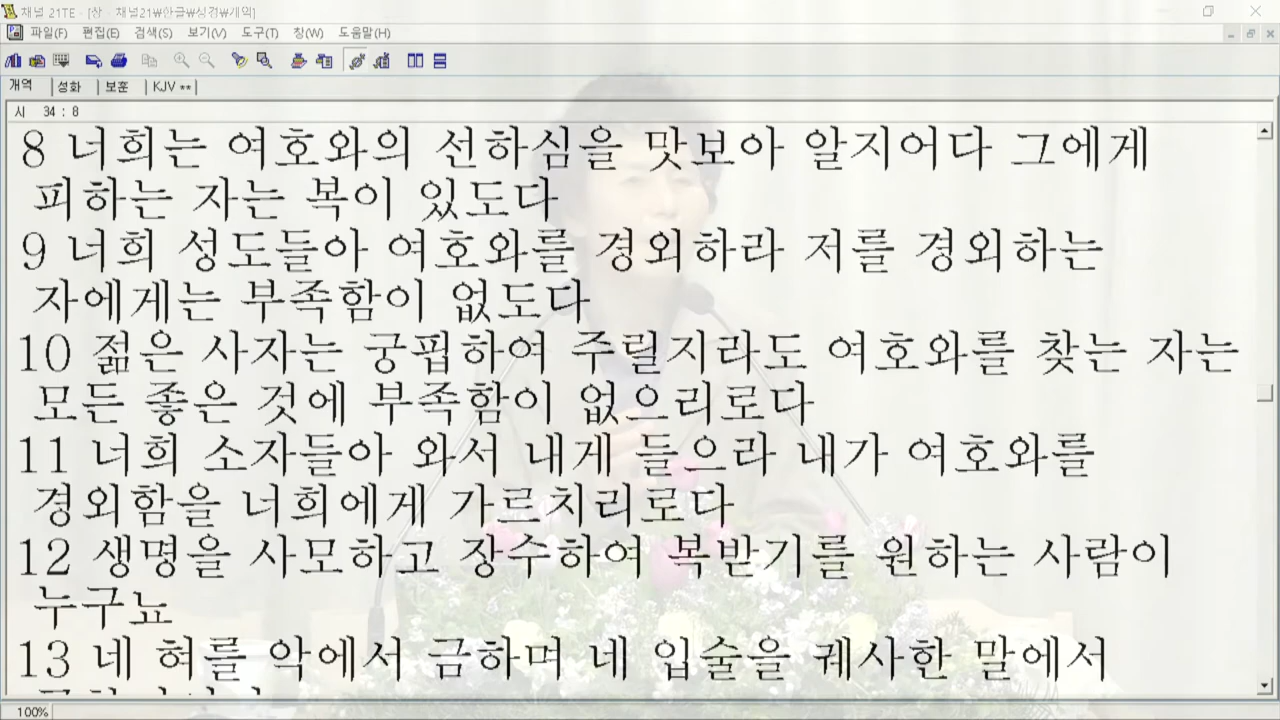 채널 21TE - [창 - 채널21₩한글₩성경₩개역]
파일(F) 편집(E) 검색(S) 보기(V) 도구(T) 창(W) 도움말(H)
개역 성화 보훈 KJV **
시 34 : 8
8 너희는 여호와의 선하심을 맛보아 알지어다 그에게
피하는 자는 복이 있도다
9 너희 성도들아 여호와를 경외하라 저를 경외하는
자에게는 부족함이 없도다
10 젊은 사자는 궁핍하여 주릴지라도 여호와를 찾는 자는
모든 좋은 것에 부족함이 없으리로다
11 너희 소자들아 와서 내게 들으라 내가 여호와를
경외함을 너희에게 가르치리로다
12 생명을 사모하고 장수하여 복받기를 원하는 사람이
누구뇨
13 네 혀를 악에서 금하며 네 입술을 궤사한 말에서
100%